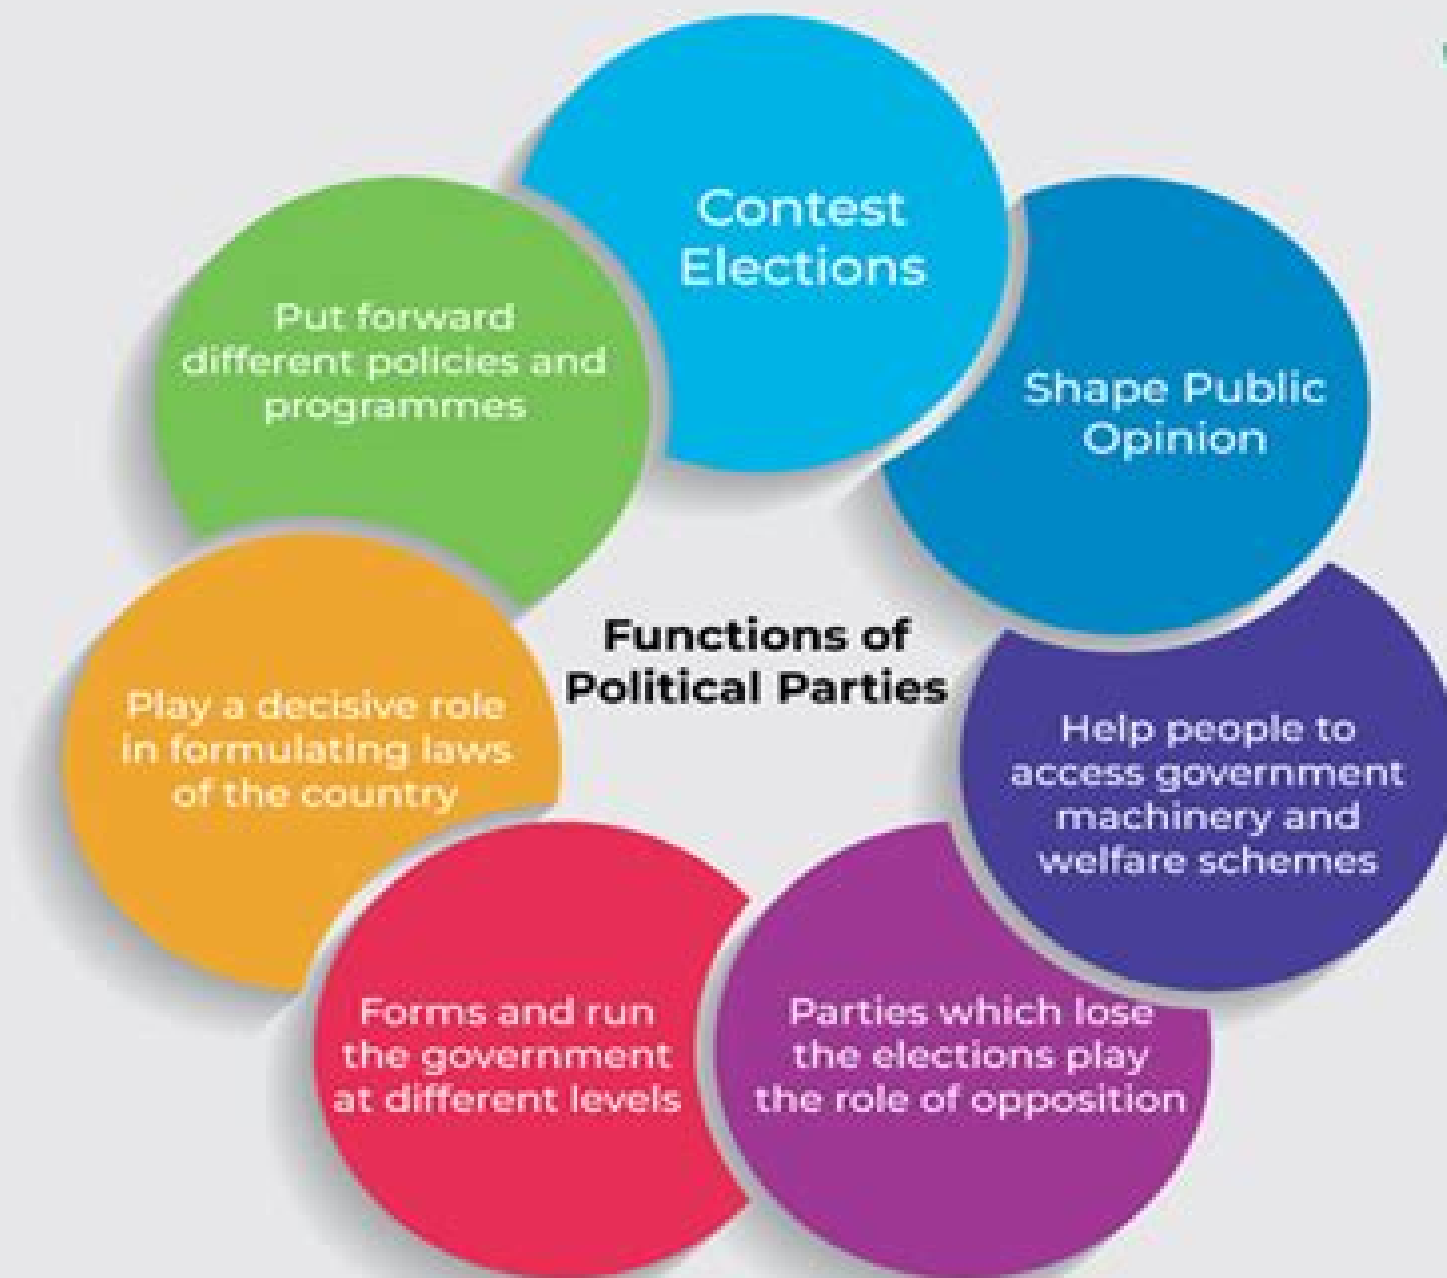 Contest
Elections
Shape Public
Opinion
Help people to
access government
machinery and
welfare schemes
Parties which lose
the elections play
the role of opposition
Forms and run
the government
at different levels
Play a decisive role
in formulating laws
of the country
Put forward
different policies and
programmes
Functions of
Political Parties